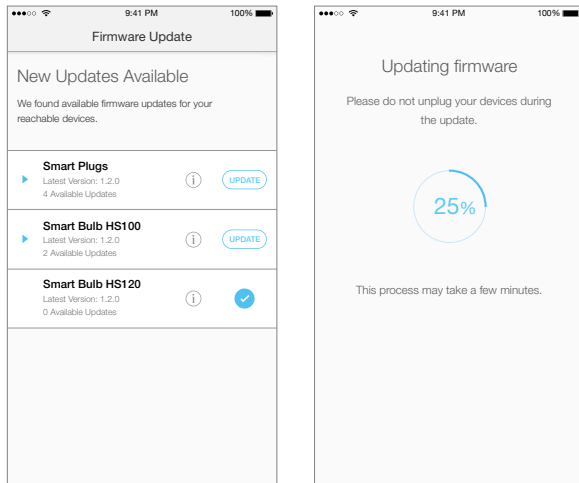 9:41 PM 100%
Firmware Update
New Updates Available
We found available firmware updates for your
reachable devices.
Smart Plugs
Latest Version: 1.2.0
4 Available Updates
i
UPDATE
Smart Bulb HS100
Latest Version: 1.2.0
2 Available Updates
i
UPDATE
Smart Bulb HS120
Latest Version: 1.2.0
0 Available Updates
i
9:41 PM 100%
Updating firmware
Please do not unplug your devices during
the update.
25%
This process may take a few minutes.